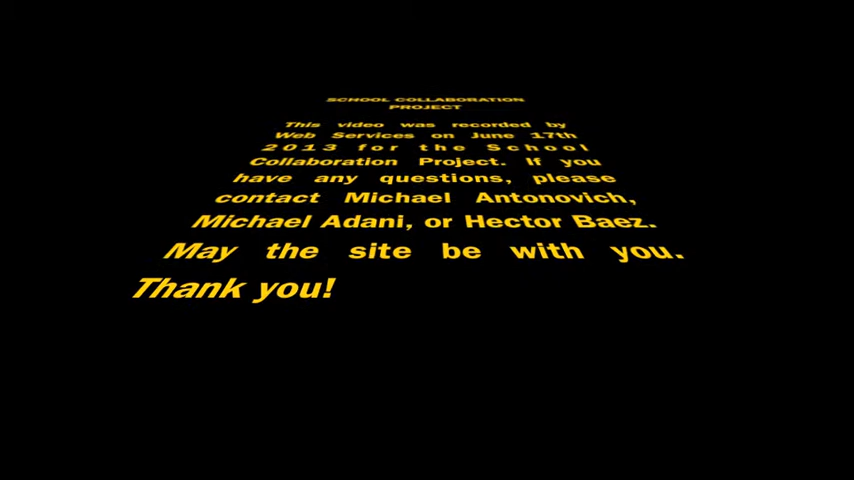 SCHOOL COLLABORATION
PROJECT
This video was recorded by
Web Services on June 17th
2013 for the School
Collaboration Project. If you
have any questions, please
contact Michael Antonovich,
Michael Adani, or Hector Baez.
May the site be with you.
Thank you!